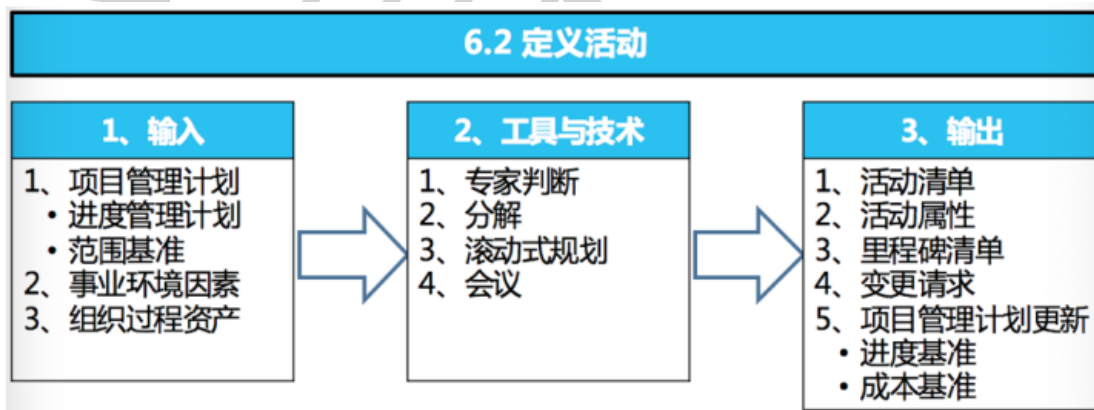 6.2 定义活动
1、输入
1、项目管理计划
• 进度管理计划
• 范围基准
2、事业环境因素
3、组织过程资产
2、工具与技术
1、专家判断
2、分解
3、滚动式规划
4、会议
3、输出
1、活动清单
2、活动属性
3、里程碑清单
4、变更请求
5、项目管理计划更新
• 进度基准
• 成本基准